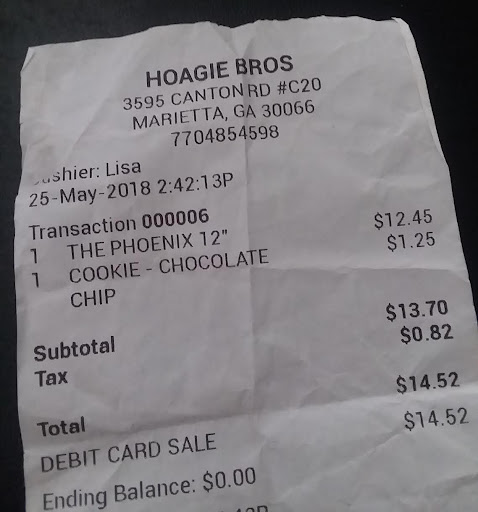 HOAGIE BROS
3595 CANTON RD #C20
MARIETTA, GA 30066
7704854598
Lisa
25-May-2018 2:42:13P
Transaction 000006
1 THE PHOENIX 12" $12.45
1 COOKIE - CHOCOLATE $1.25
CHIP
Subtotal $13.70
Tax $0.82
Total $14.52
DEBIT CARD SALE $14.52
Ending Balance: $0.00